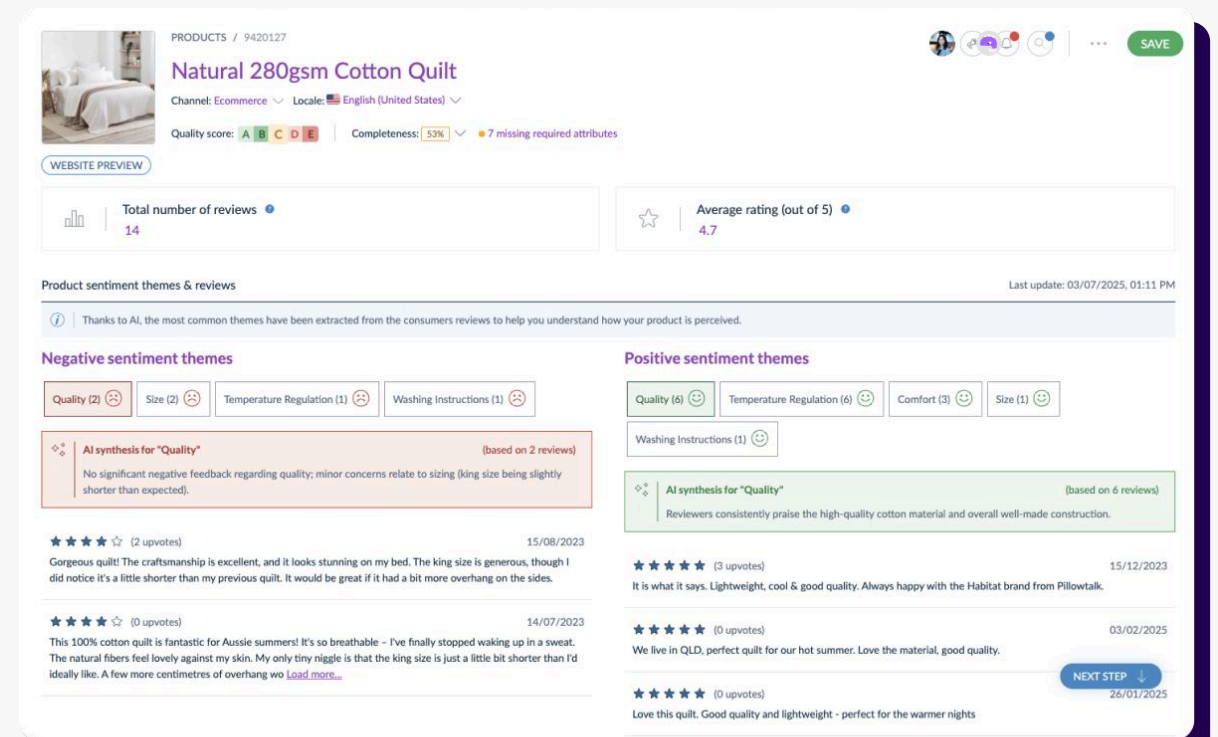 PRODUCTS / 9420127
SAVE
Natural 280gsm Cotton Quilt
Channel: Ecommerce Locale: English (United States)
Quality score: A B C D E Completeness: 53% 7 missing required attributes
WEBSITE PREVIEW
Total number of reviews ?
14
Average rating (out of 5) ?
4.7
Product sentiment themes & reviews
Last update: 03/07/2025, 01:11 PM
i Thanks to AI, the most common themes have been extracted from the consumers reviews to help you understand how your product is perceived.
Negative sentiment themes
Quality (2) Size (2) Temperature Regulation (1) Washing Instructions (1)
AI synthesis for "Quality" (based on 2 reviews)
No significant negative feedback regarding quality; minor concerns relate to sizing (king size being slightly
shorter than expected).
(2 upvotes) 15/08/2023
Gorgeous quilt! The craftsmanship is excellent, and it looks stunning on my bed. The king size is generous, though I
did notice it's a little shorter than my previous quilt. It would be great if it had a bit more overhang on the sides.
(0 upvotes) 14/07/2023
This 100% cotton quilt is fantastic for Aussie summers! It's so breathable – I've finally stopped waking up in a sweat.
The natural fibers feel lovely against my skin. My only tiny niggle is that the king size is just a little bit shorter than I'd
ideally like. A few more centimetres of overhang wo Load more...
Positive sentiment themes
Quality (6) Temperature Regulation (6) Comfort (3) Size (1)
Washing Instructions (1)
AI synthesis for "Quality" (based on 6 reviews)
Reviewers consistently praise the high-quality cotton material and overall well-made construction.
(3 upvotes) 15/12/2023
It is what it says. Lightweight, cool & good quality. Always happy with the Habitat brand from Pillowtalk.
(0 upvotes) 03/02/2025
We live in QLD, perfect quilt for our hot summer. Love the material, good quality.
NEXT STEP
(0 upvotes) 26/01/2025
Love this quilt. Good quality and lightweight - perfect for the warmer nights